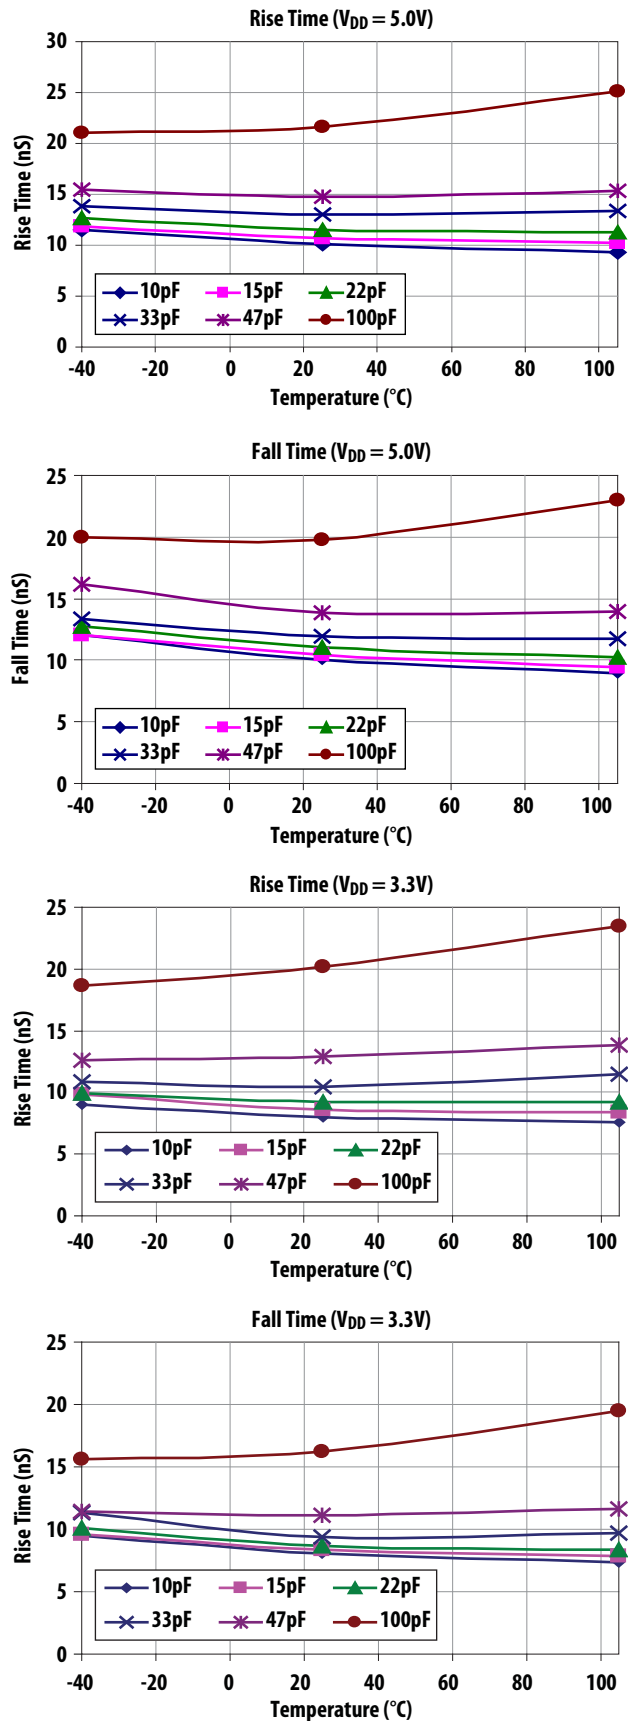 Rise Time (VDD = 5.0V)
30
25
20
15
10
5
0
Rise Time (nS)
10pF 15pF 22pF
33pF 47pF 100pF
-40 -20 0 20 40 60 80 100
Temperature (°C)
Fall Time (VDD = 5.0V)
25
20
15
10
5
0
Fall Time (nS)
10pF 15pF 22pF
33pF 47pF 100pF
-40 -20 0 20 40 60 80 100
Temperature (°C)
Rise Time (VDD = 3.3V)
25
20
15
10
5
0
Rise Time (nS)
10pF 15pF 22pF
33pF 47pF 100pF
-40 -20 0 20 40 60 80 100
Temperature (°C)
Fall Time (VDD = 3.3V)
25
20
15
10
5
0
Rise Time (nS)
10pF 15pF 22pF
33pF 47pF 100pF
-40 -20 0 20 40 60 80 100
Temperature (°C)